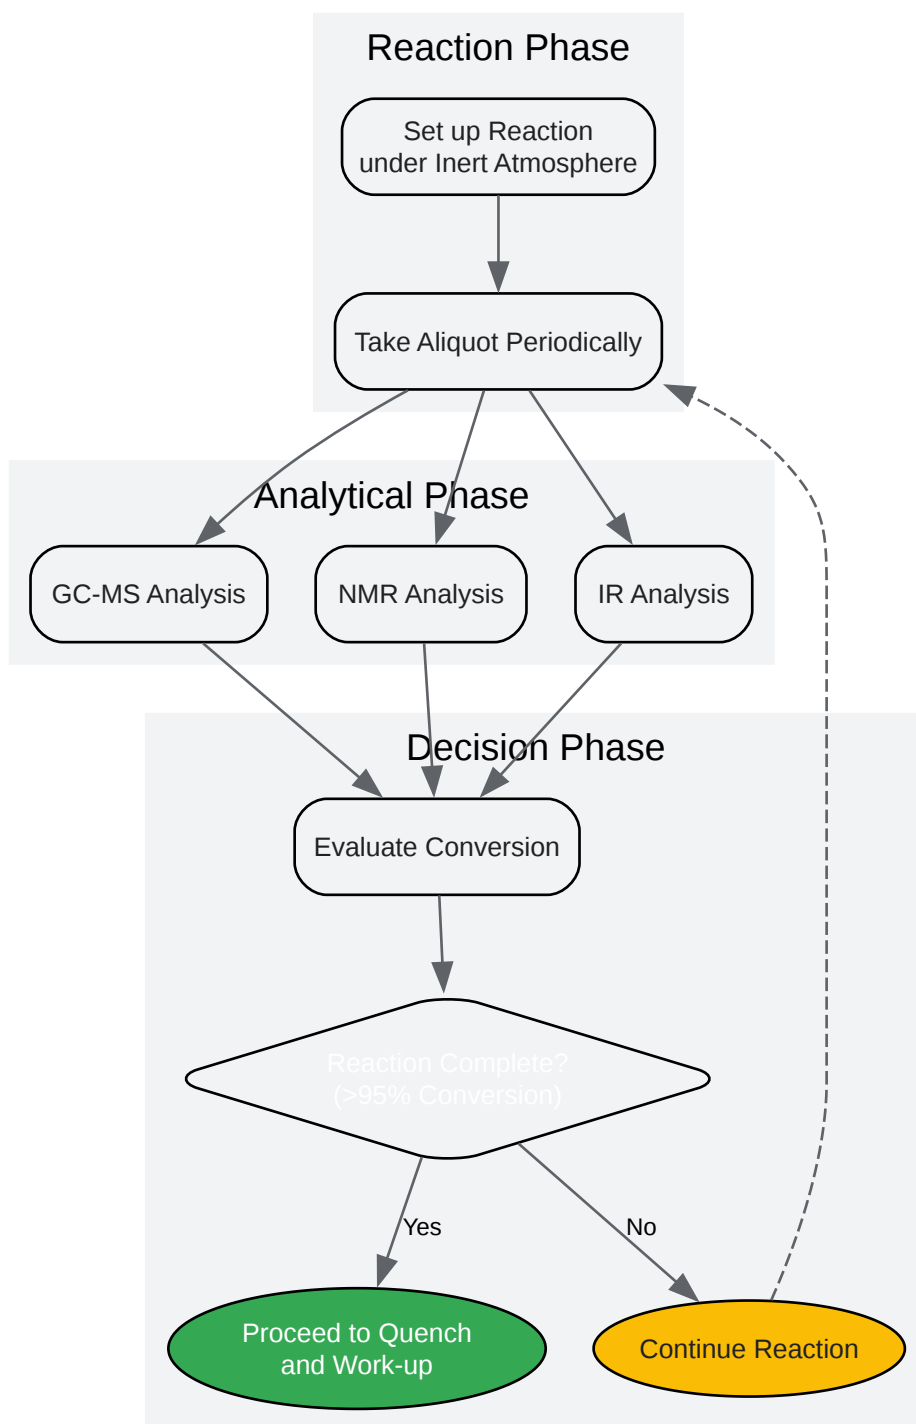 Reaction Phase
Set up Reaction
under Inert Atmosphere
Take Aliquot Periodically
Analytical Phase
GC-MS Analysis
NMR Analysis
IR Analysis
Decision Phase
Evaluate Conversion
Reaction Complete?
(>95% Conversion)
Yes
No
Proceed to Quench
and Work-up
Continue Reaction